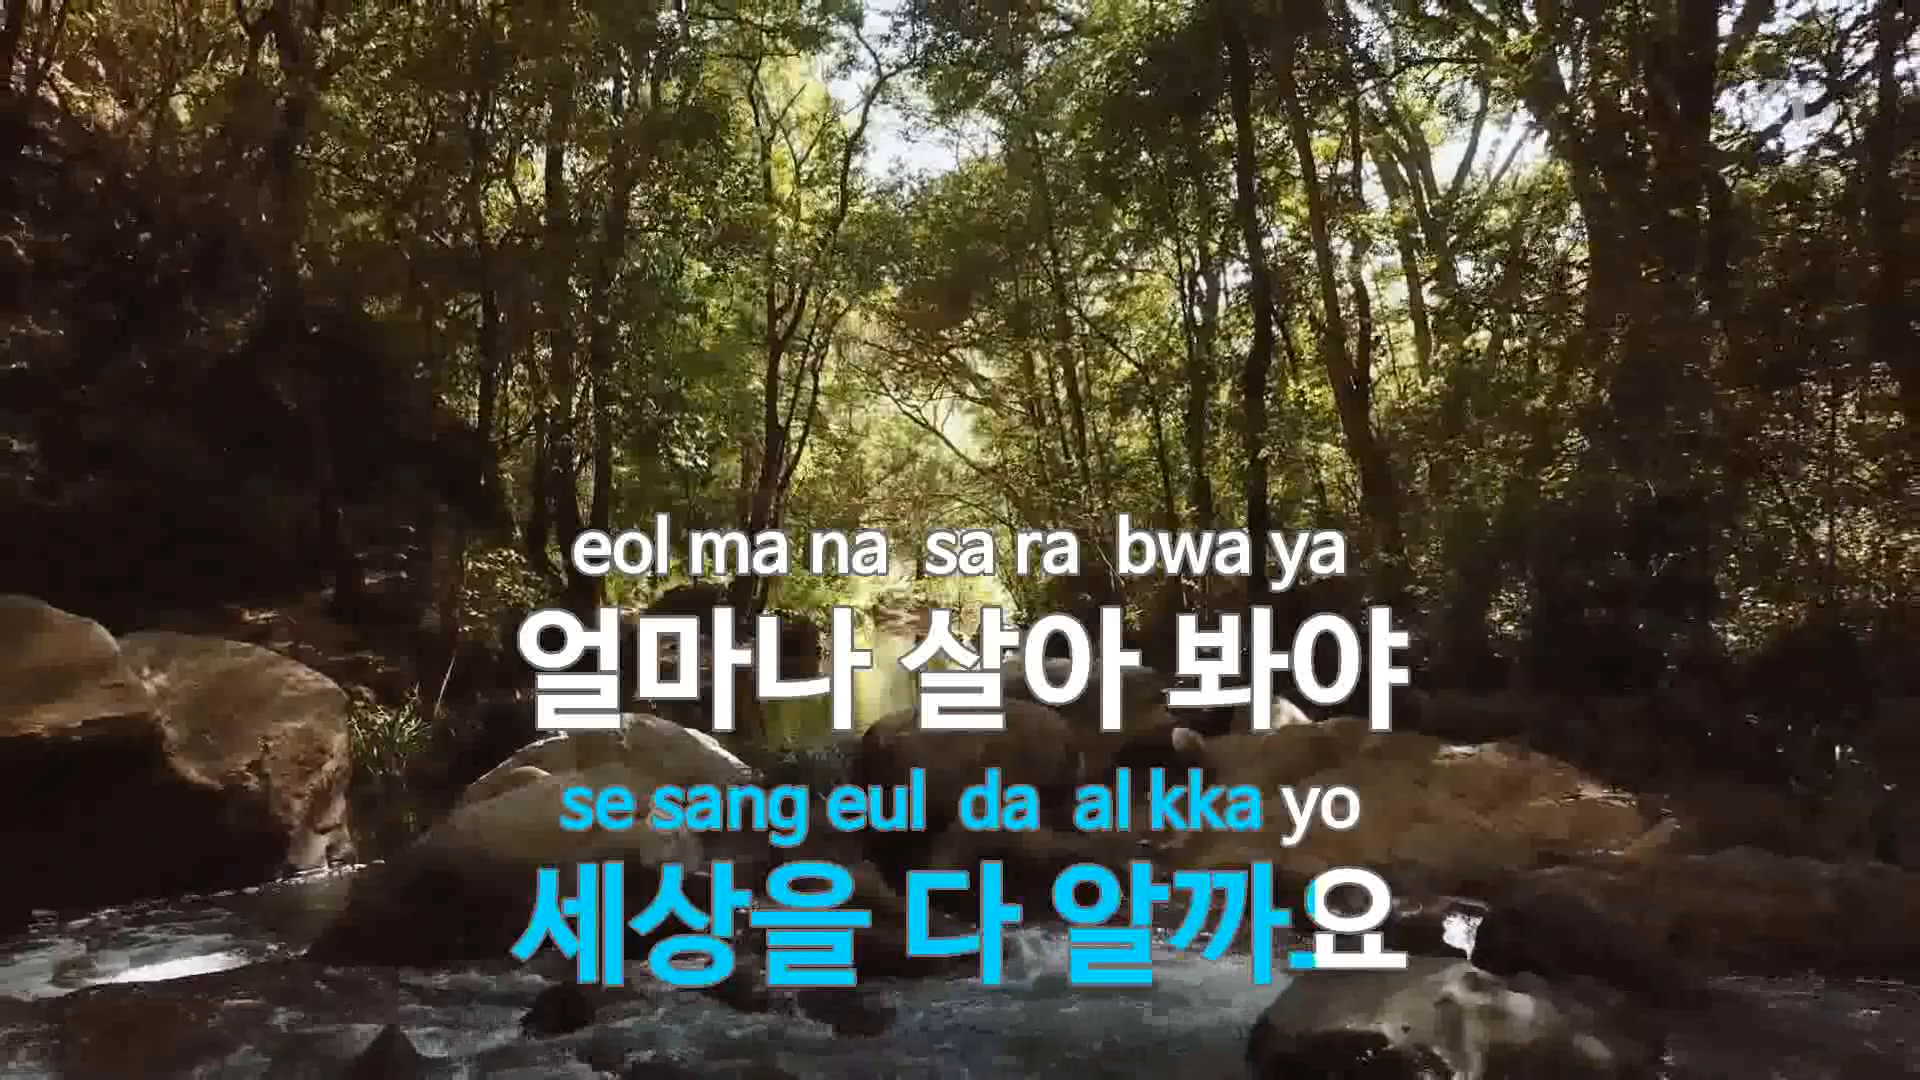 eol ma na sa ra bwa ya
얼마나 살아 봐야
se sang eul da al kka yo
세상을 다 알까요